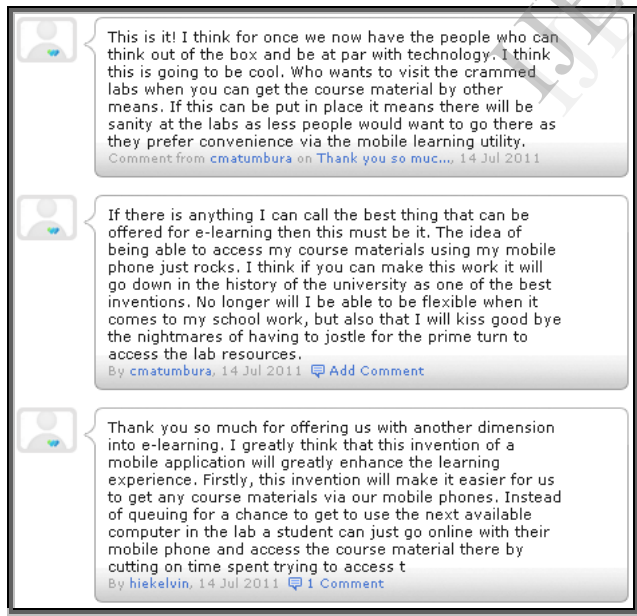 This is it! I think for once we now have the people who can
think out of the box and be at par with technology. I think
this is going to be cool. Who wants to visit the crammed
labs when you can get the course material by other
means. If this can be put in place it means there will be
sanity at the labs as less people would want to go there as
they prefer convenience via the mobile learning utility.
Comment from cmatumbura on Thank you so muc..., 14 Jul 2011
If there is anything I can call the best thing that can be
offered for e-learning then this must be it. The idea of
being able to access my course materials using my mobile
phone just rocks. I think if you can make this work it will
go down in the history of the university as one of the best
inventions. No longer will I be able to be flexible when it
comes to my school work, but also that I will kiss good bye
the nightmares of having to jostle for the prime turn to
access the lab resources.
By cmatumbura, 14 Jul 2011 Add Comment
Thank you so much for offering us with another dimension
into e-learning. I greatly think that this invention of a
mobile application will greatly enhance the learning
experience. Firstly, this invention will make it easier for us
to get any course materials via our mobile phones. Instead
of queuing for a chance to get to use the next available
computer in the lab a student can just go online with their
mobile phone and access the course material there by
cutting on time spent trying to access t
By hiekelvin, 14 Jul 2011 1 Comment